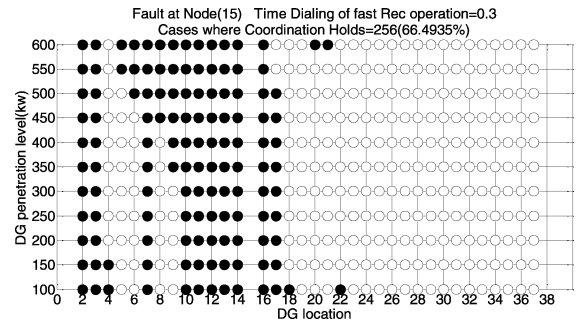 Fault at Node(15) Time Dialing of fast Rec operation=0.3
Cases where Coordination Holds=256(66.4935%)
DG penetration level(kw)
600
550
500
450
400
350
300
250
200
150
100
0 2 4 6 8 10 12 14 16 18 20 22 24 26 28 30 32 34 36 38
DG location